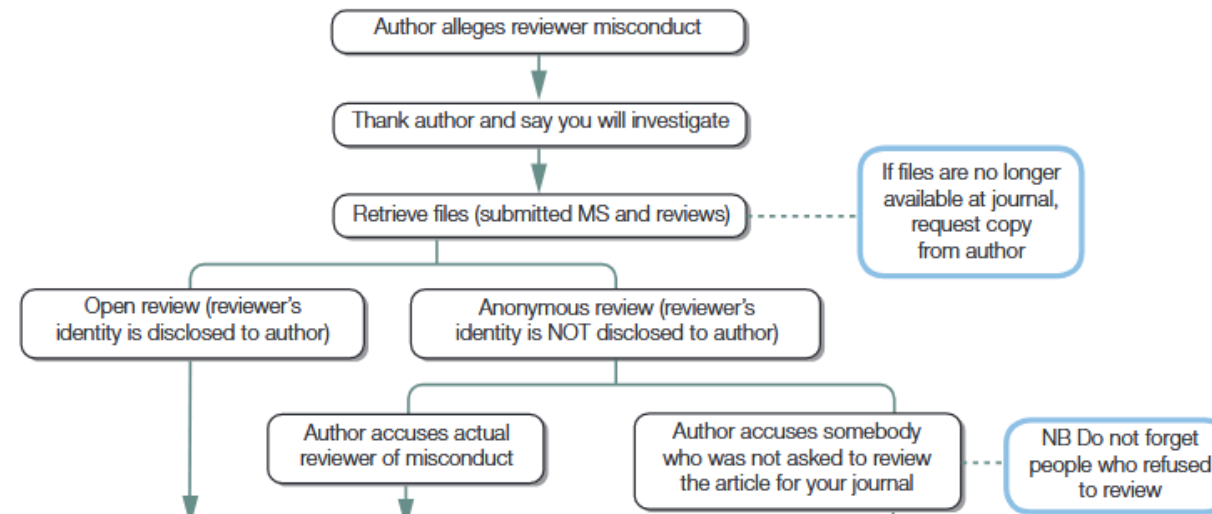 Author alleges reviewer misconduct
Thank author and say you will investigate
Retrieve files (submitted MS and reviews)
If files are no longer
available at journal,
request copy
from author
Open review (reviewer's
identity is disclosed to author)
Anonymous review (reviewer's
identity is NOT disclosed to author)
Author accuses actual
reviewer of misconduct
Author accuses somebody
who was not asked to review
the article for your journal
NB Do not forget
people who refused
to review